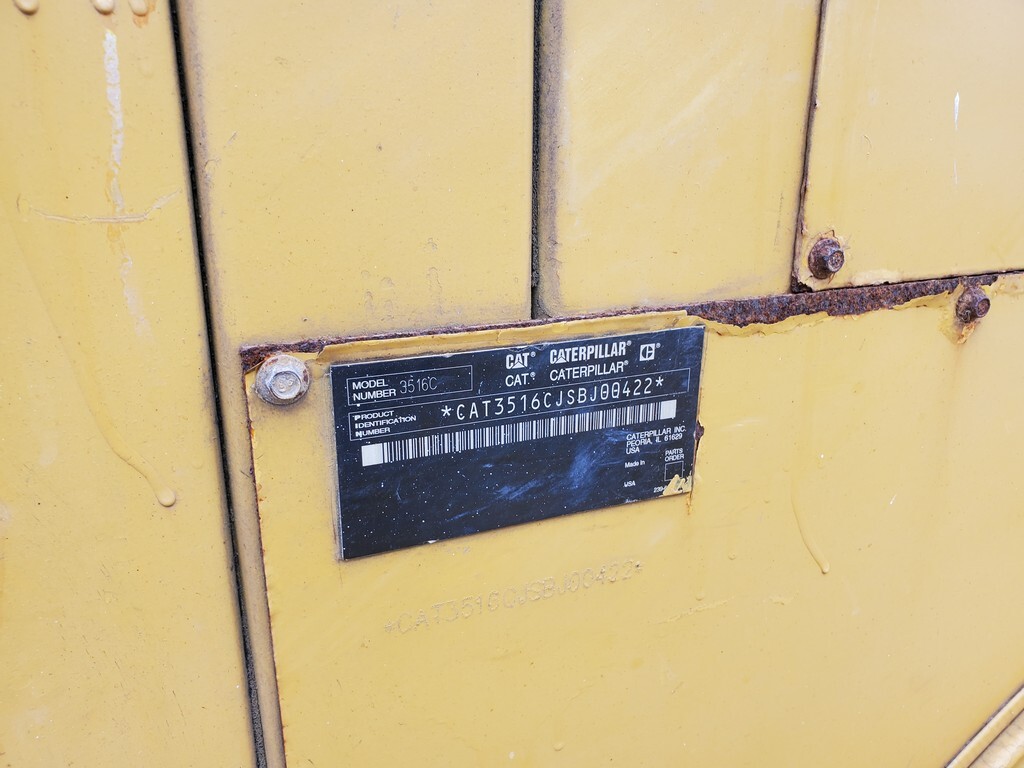 CAT® CATERPILLAR® C®
CAT® CATERPILLAR®
MODEL NUMBER 3516C
PRODUCT IDENTIFICATION NUMBER *CAT3516CJSBJ00422*
CATERPILLAR INC.
PEORIA, IL 61629
USA
Made in
USA
PARTS ORDER
*CAT3516CJSBJ00422*